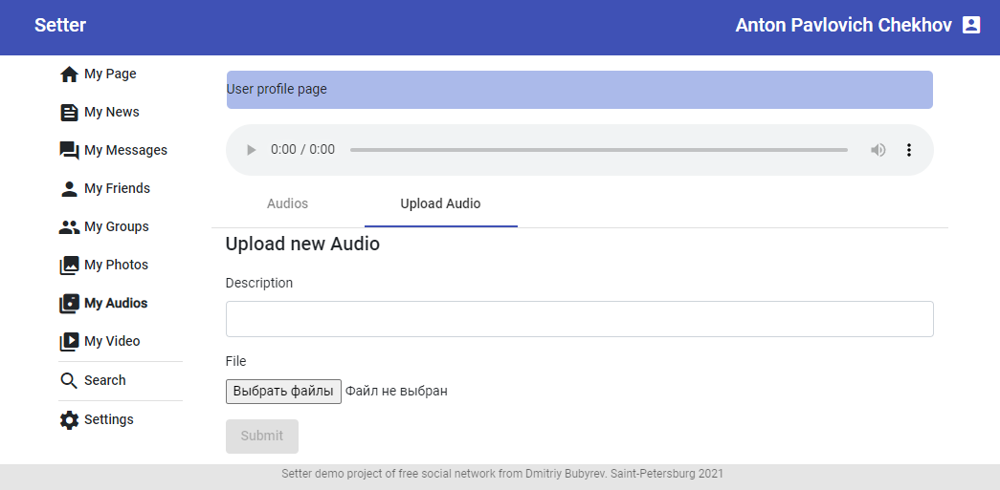 Setter
Anton Pavlovich Chekhov
My Page
My News
My Messages
My Friends
My Groups
My Photos
My Audios
My Video
Search
Settings
User profile page
0:00 / 0:00
Audios Upload Audio
Upload new Audio
Description
File
Выбрать файлы Файл не выбран
Submit
Setter demo project of free social network from Dmitriy Bubyrev. Saint-Petersburg 2021